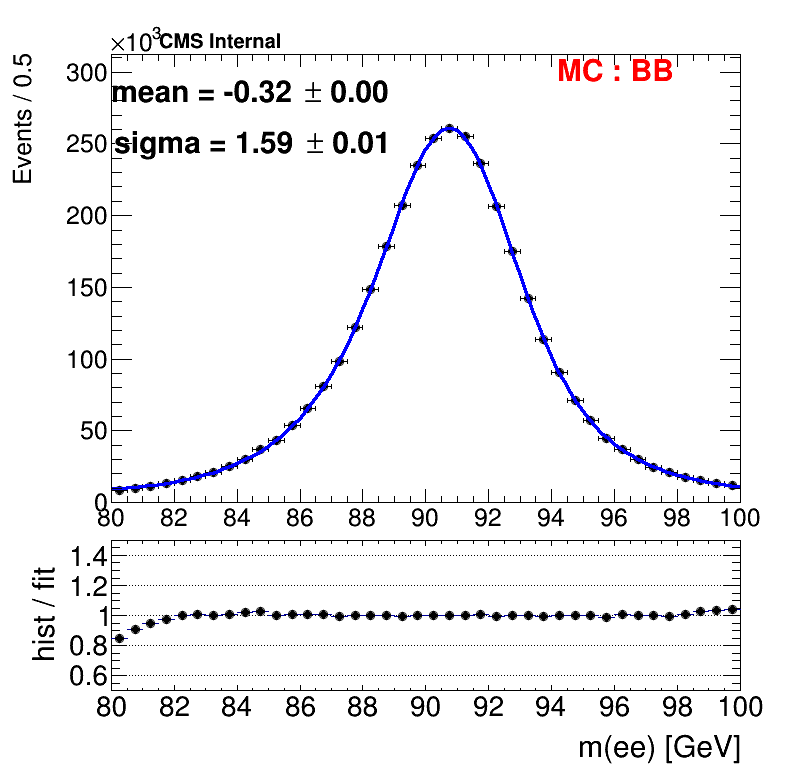 ×10³ CMS Internal
Events / 0.5
300
250
200
150
100
50
0
mean = -0.32 ± 0.00
sigma = 1.59 ± 0.01
MC : BB
80 82 84 86 88 90 92 94 96 98 100
hist / fit
1.4
1.2
1
0.8
0.6
80 82 84 86 88 90 92 94 96 98 100
m(ee) [GeV]